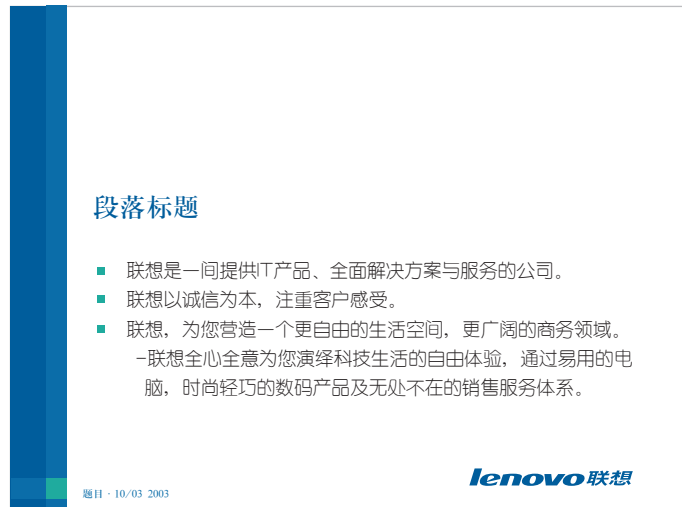 段落标题
■ 联想是一间提供IT产品、全面解决方案与服务的公司。
■ 联想以诚信为本，注重客户感受。
■ 联想，为您营造一个更自由的生活空间，更广阔的商务领域。
-联想全心全意为您演绎科技生活的自由体验，通过易用的电
脑，时尚轻巧的数码产品及无处不在的销售服务体系。
lenovo联想
题目 · 10/03 2003